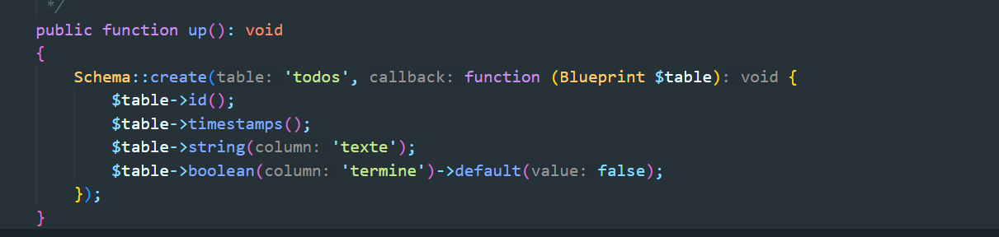 */
public function up(): void
{
Schema::create(table: 'todos', callback: function (Blueprint $table): void {
$table->id();
$table->timestamps();
$table->string(column: 'texte');
$table->boolean(column: 'termine')->default(value: false);
});
}